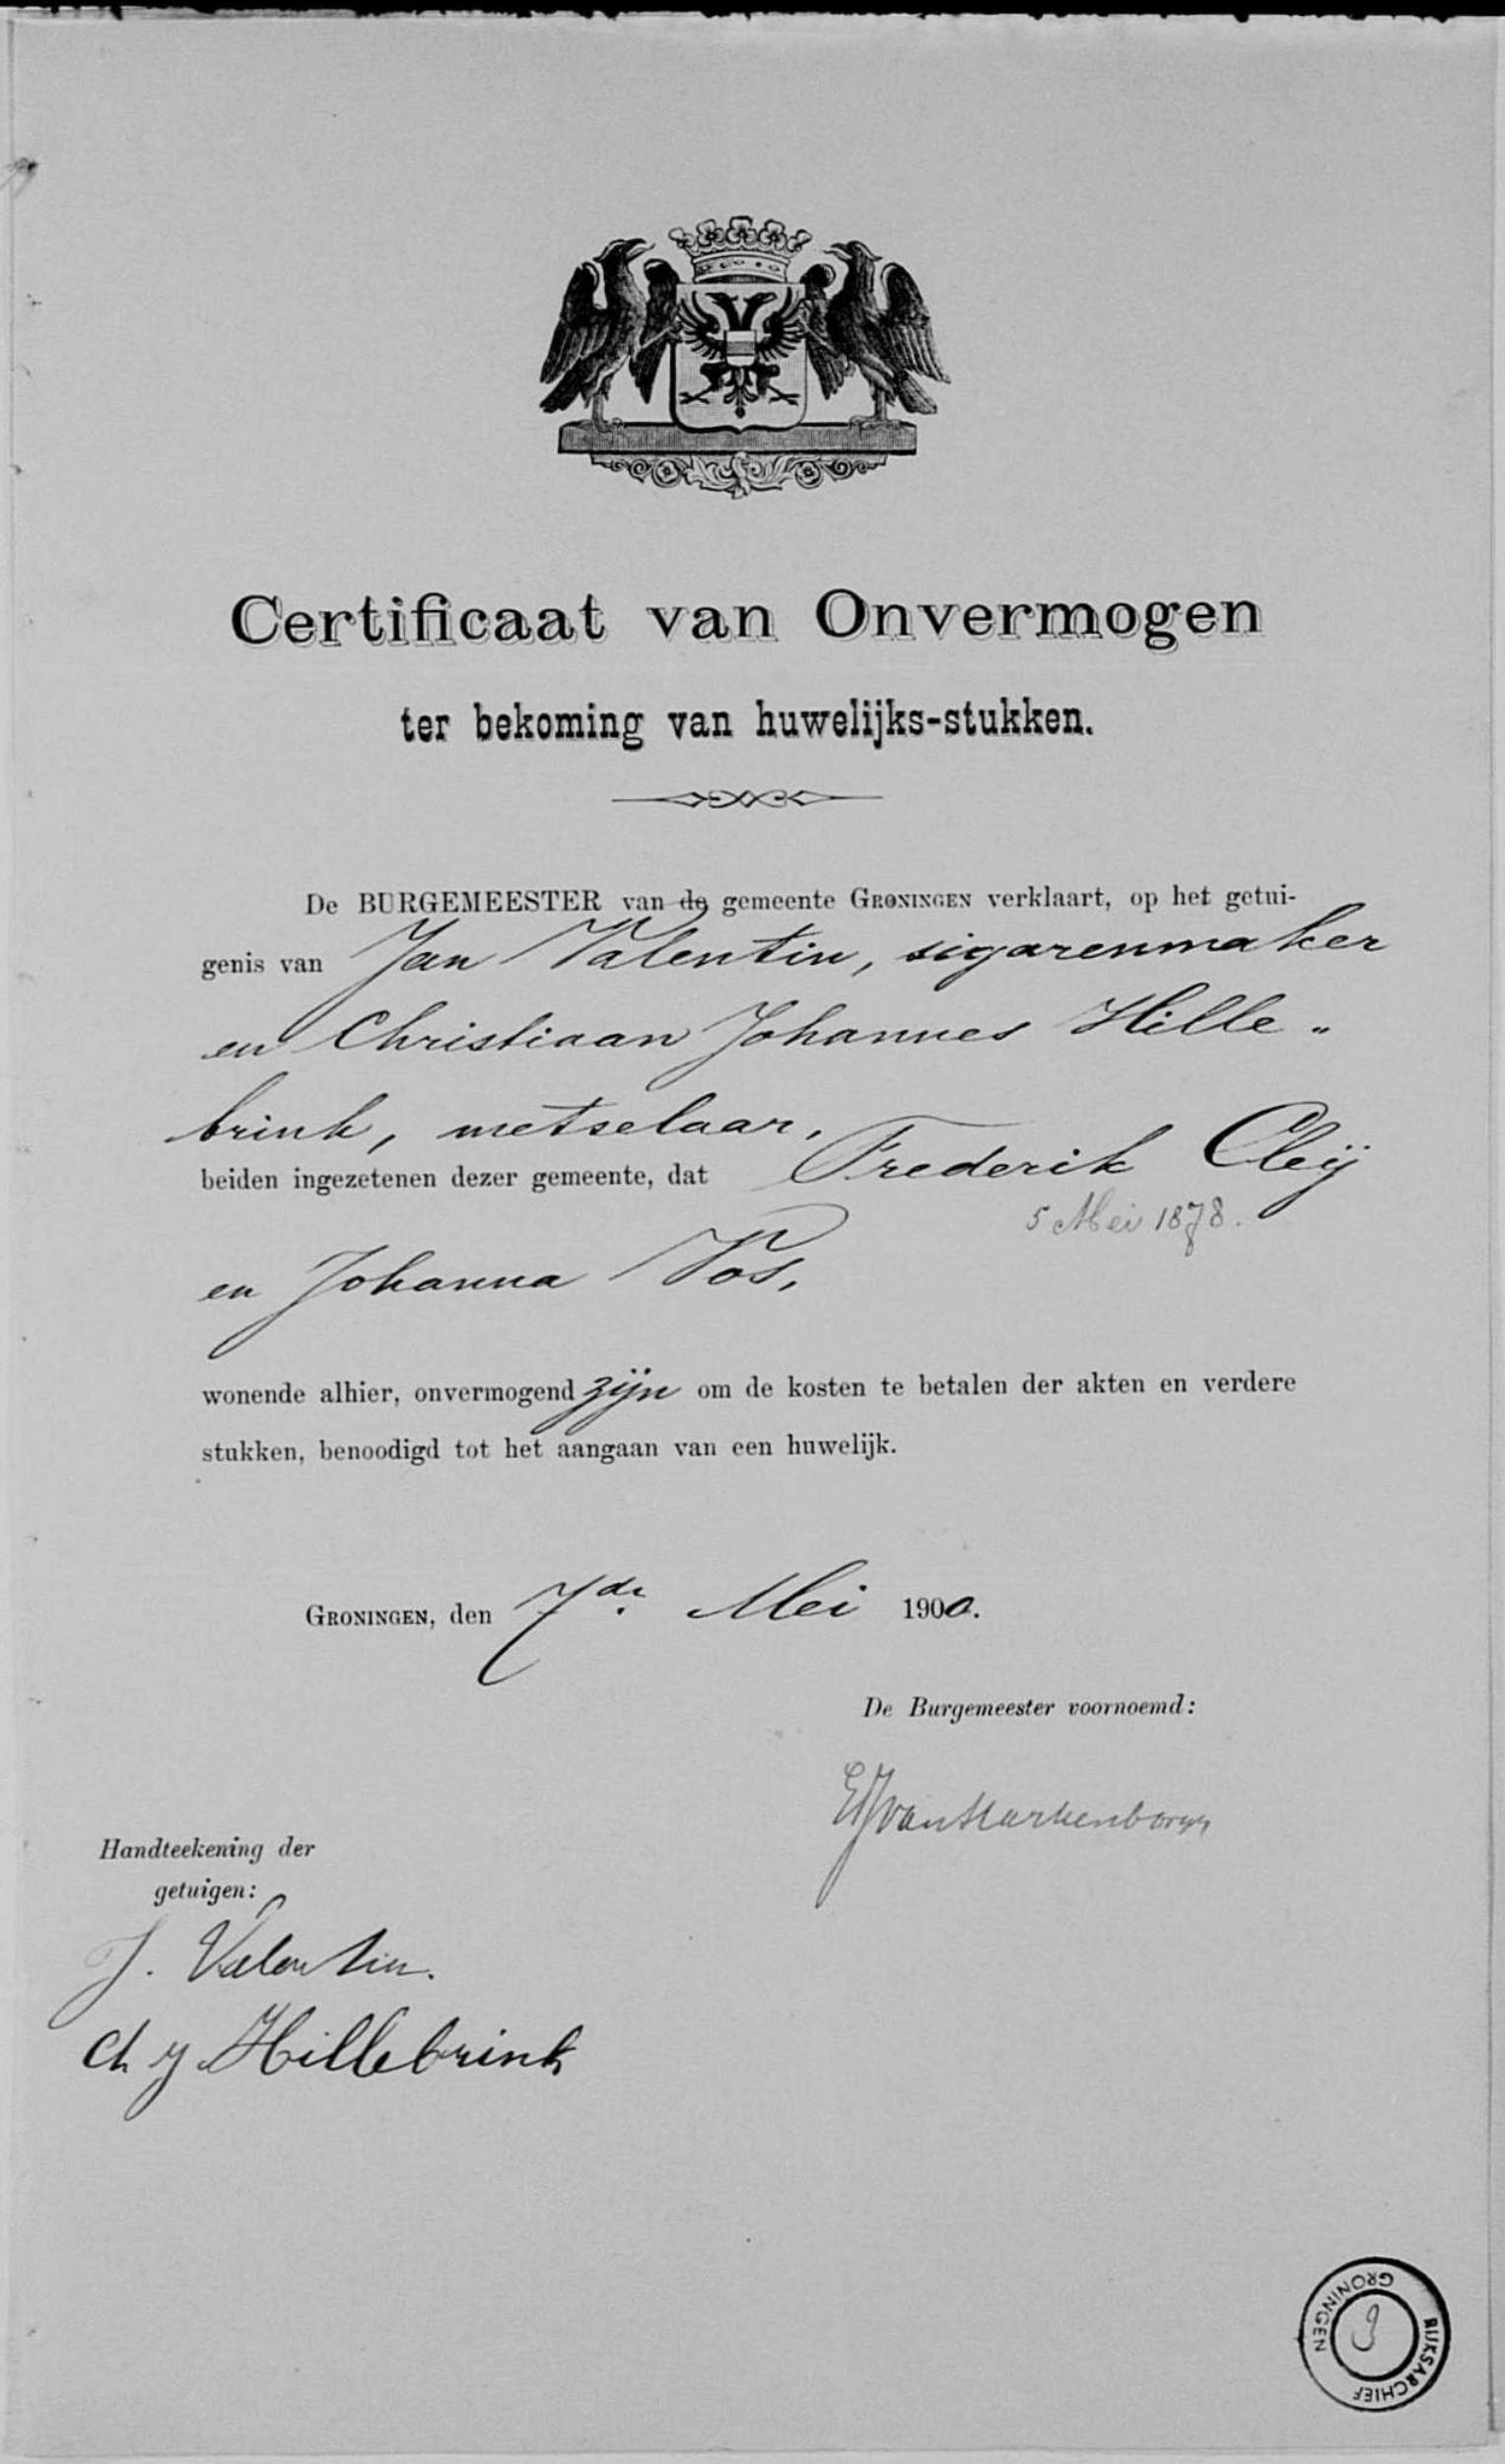 Certificaat van Onvermogen
ter bekoming van huwelijks-stukken.
De BURGEMEESTER van de gemeente GRONINGEN verklaart, op het getui-
genis van Jan Valentin, sigarenmaker
en Christiaan Johannes Hille"
brink, metselaar,
beiden ingezetenen dezer gemeente, dat Frederik Cleij
5 Mei 1878.
en Johanna Vos,
wonende alhier, onvermogend zijn om de kosten te betalen der akten en verdere
stukken, benoodigd tot het aangaan van een huwelijk.
GRONINGEN, den 7de. Mei 1900.
De Burgemeester voornoemd:
EJvanStarkenborgh
Handteekening der
getuigen:
J. Valentin.
Ch J Hillebrink
RIJKSARCHIEF
GRONINGEN